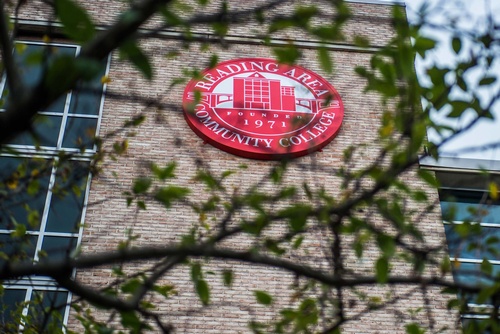 READING AREA
FOUNDED
1971
COMMUNITY COLLEGE